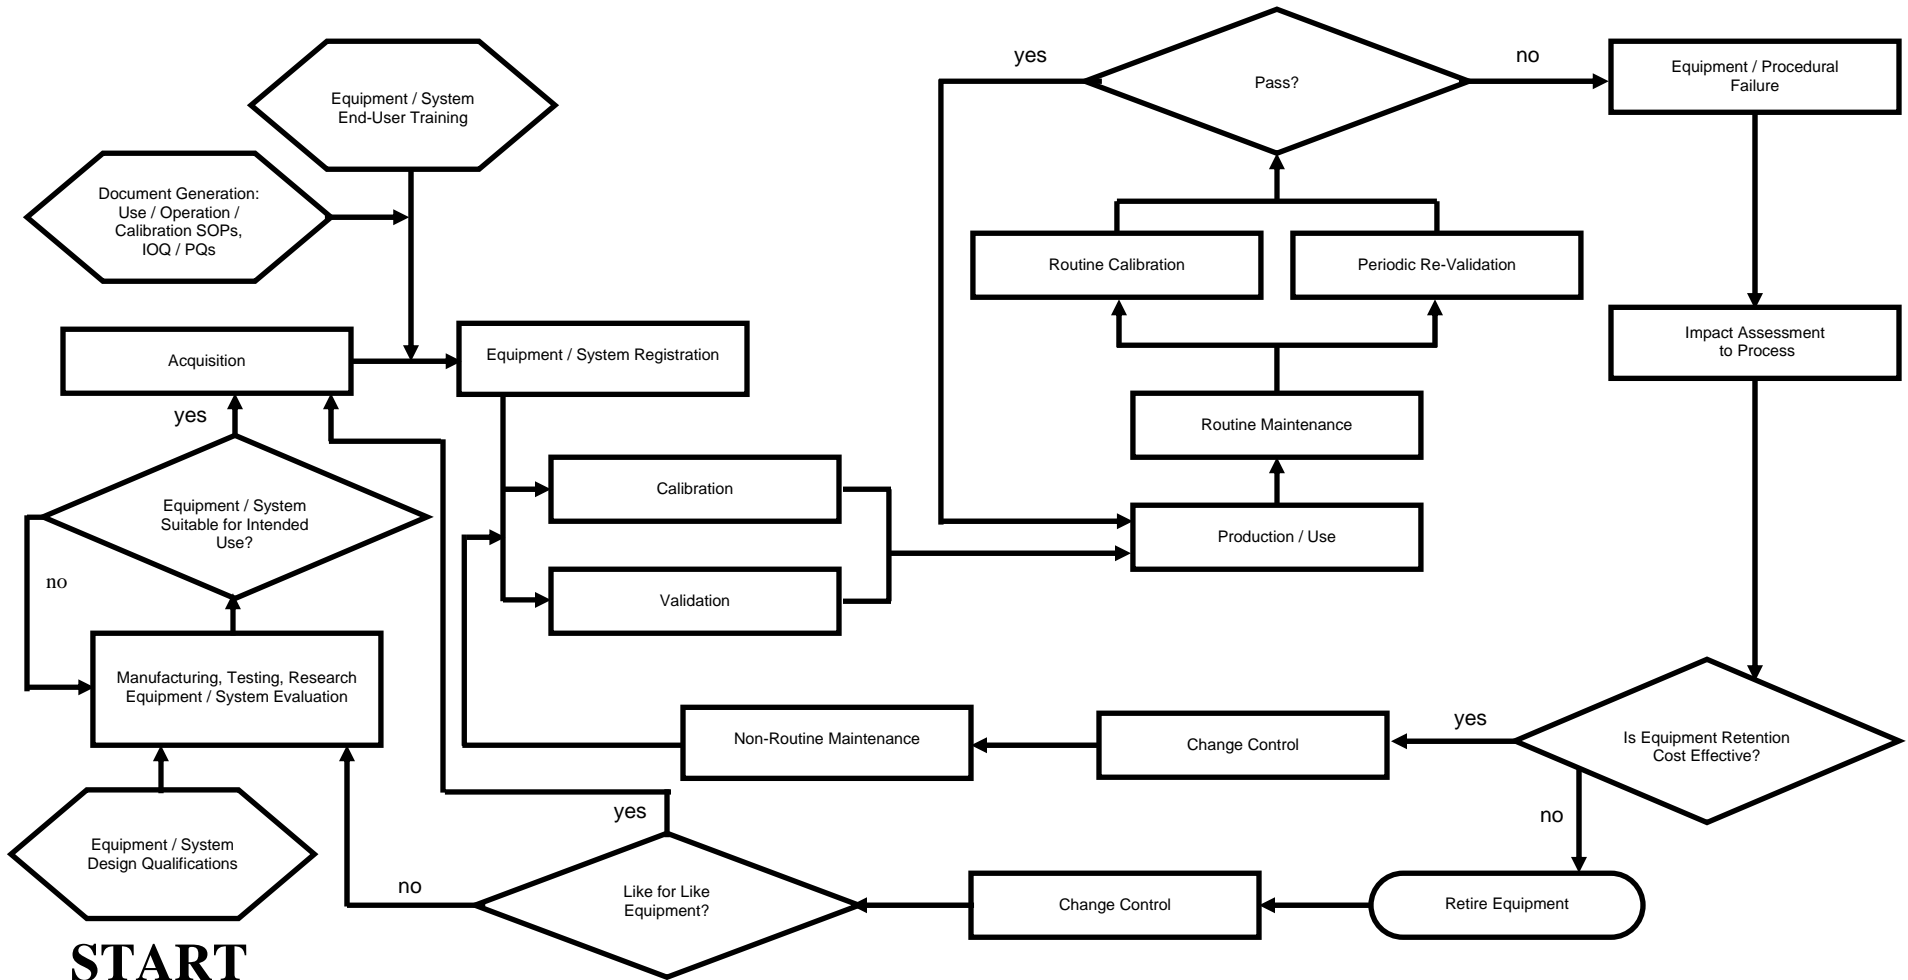 yes
Pass?
no
Equipment / Procedural
Failure
Equipment / System
End-User Training
Document Generation:
Use / Operation /
Calibration SOPs,
IOQ / PQs
Routine Calibration
Periodic Re-Validation
Acquisition
Equipment / System Registration
Impact Assessment
to Process
yes
Routine Maintenance
Equipment / System
Suitable for Intended
Use?
no
Calibration
Production / Use
Validation
Manufacturing, Testing, Research
Equipment / System Evaluation
Non-Routine Maintenance
Change Control
yes
Is Equipment Retention
Cost Effective?
no
Equipment / System
Design Qualifications
yes
no
Like for Like
Equipment?
Change Control
Retire Equipment
START